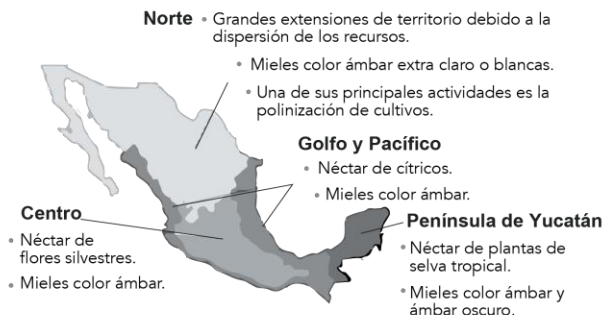 Norte
• Grandes extensiones de territorio debido a la
dispersión de los recursos.
• Mieles color ámbar extra claro o blancas.
• Una de sus principales actividades es la
polinización de cultivos.
Golfo y Pacífico
• Néctar de cítricos.
• Mieles color ámbar.
Centro
• Néctar de
flores silvestres.
• Mieles color ámbar.
Península de Yucatán
• Néctar de plantas de
selva tropical.
• Mieles color ámbar y
ámbar oscuro.